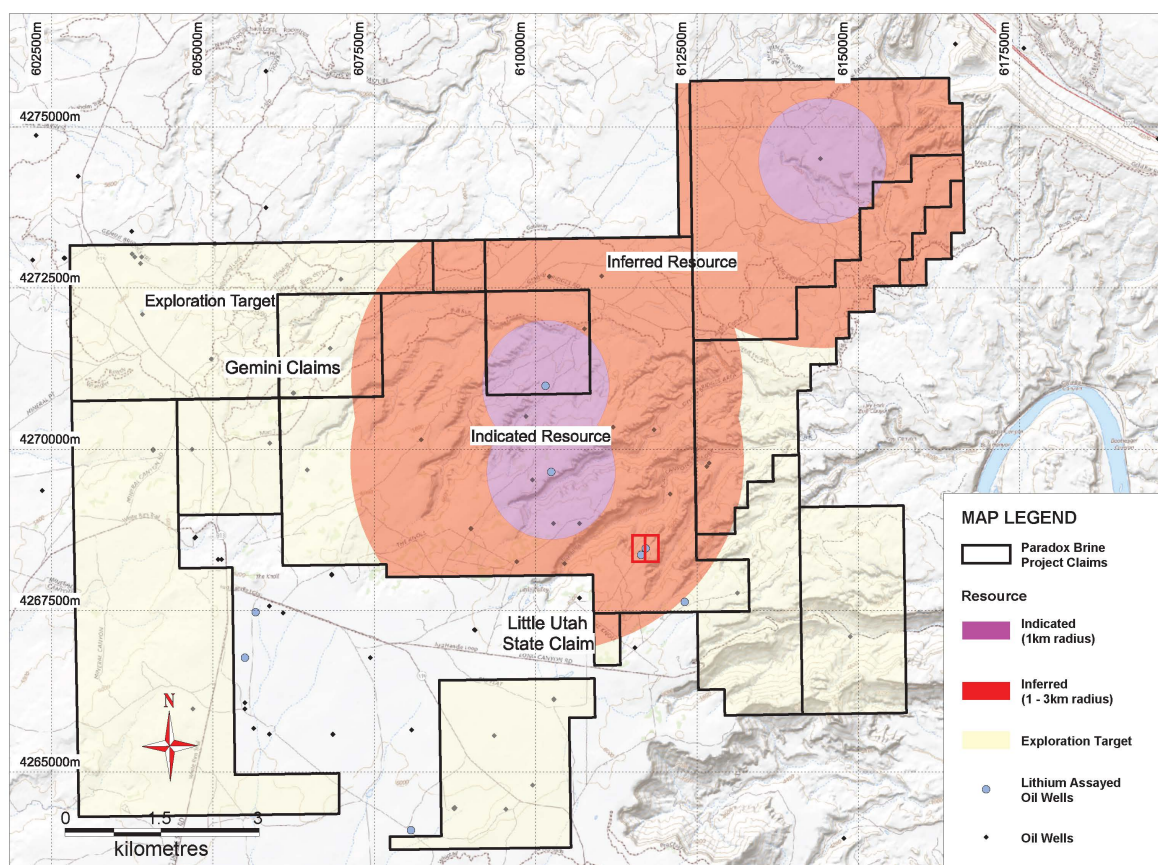 602500m
605000m
607500m
610000m
612500m
615000m
617500m
4275000m
4272500m
4270000m
4267500m
4265000m
Inferred Resource
Exploration Target
Gemini Claims
Indicated Resource
Little Utah
State Claim
N
0 1.5 3
kilometres
MAP LEGEND
Paradox Brine
Project Claims
Resource
Indicated
(1km radius)
Inferred
(1 - 3km radius)
Exploration Target
Lithium Assayed
Oil Wells
Oil Wells